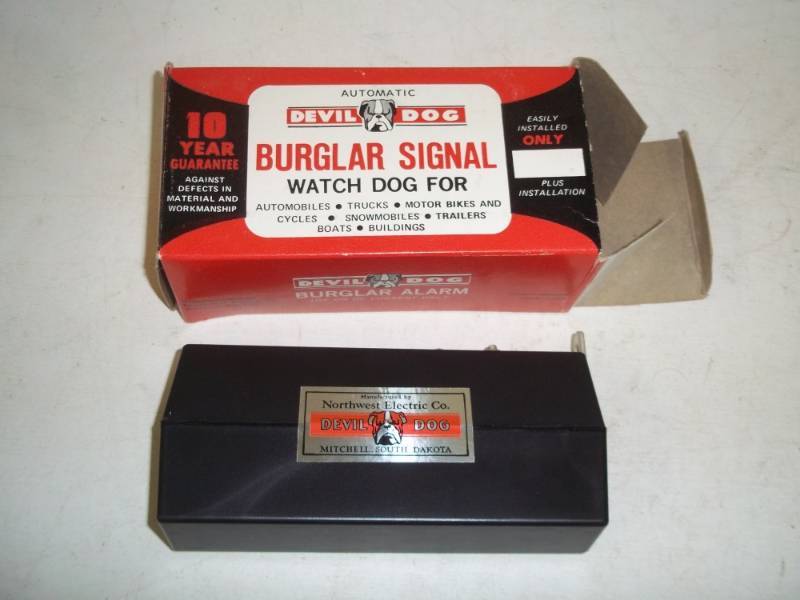 AUTOMATIC
DEVIL DOG
BURGLAR SIGNAL
WATCH DOG FOR
AUTOMOBILES • TRUCKS • MOTOR BIKES AND
CYCLES • SNOWMOBILES • TRAILERS
BOATS • BUILDINGS
10
YEAR
GUARANTEE
AGAINST
DEFECTS IN
MATERIAL AND
WORKMANSHIP
EASILY
INSTALLED
ONLY
PLUS
INSTALLATION
DEVIL DOG
BURGLAR ALARM
Manufactured by
Northwest Electric Co.
DEVIL DOG
MITCHELL, SOUTH DAKOTA